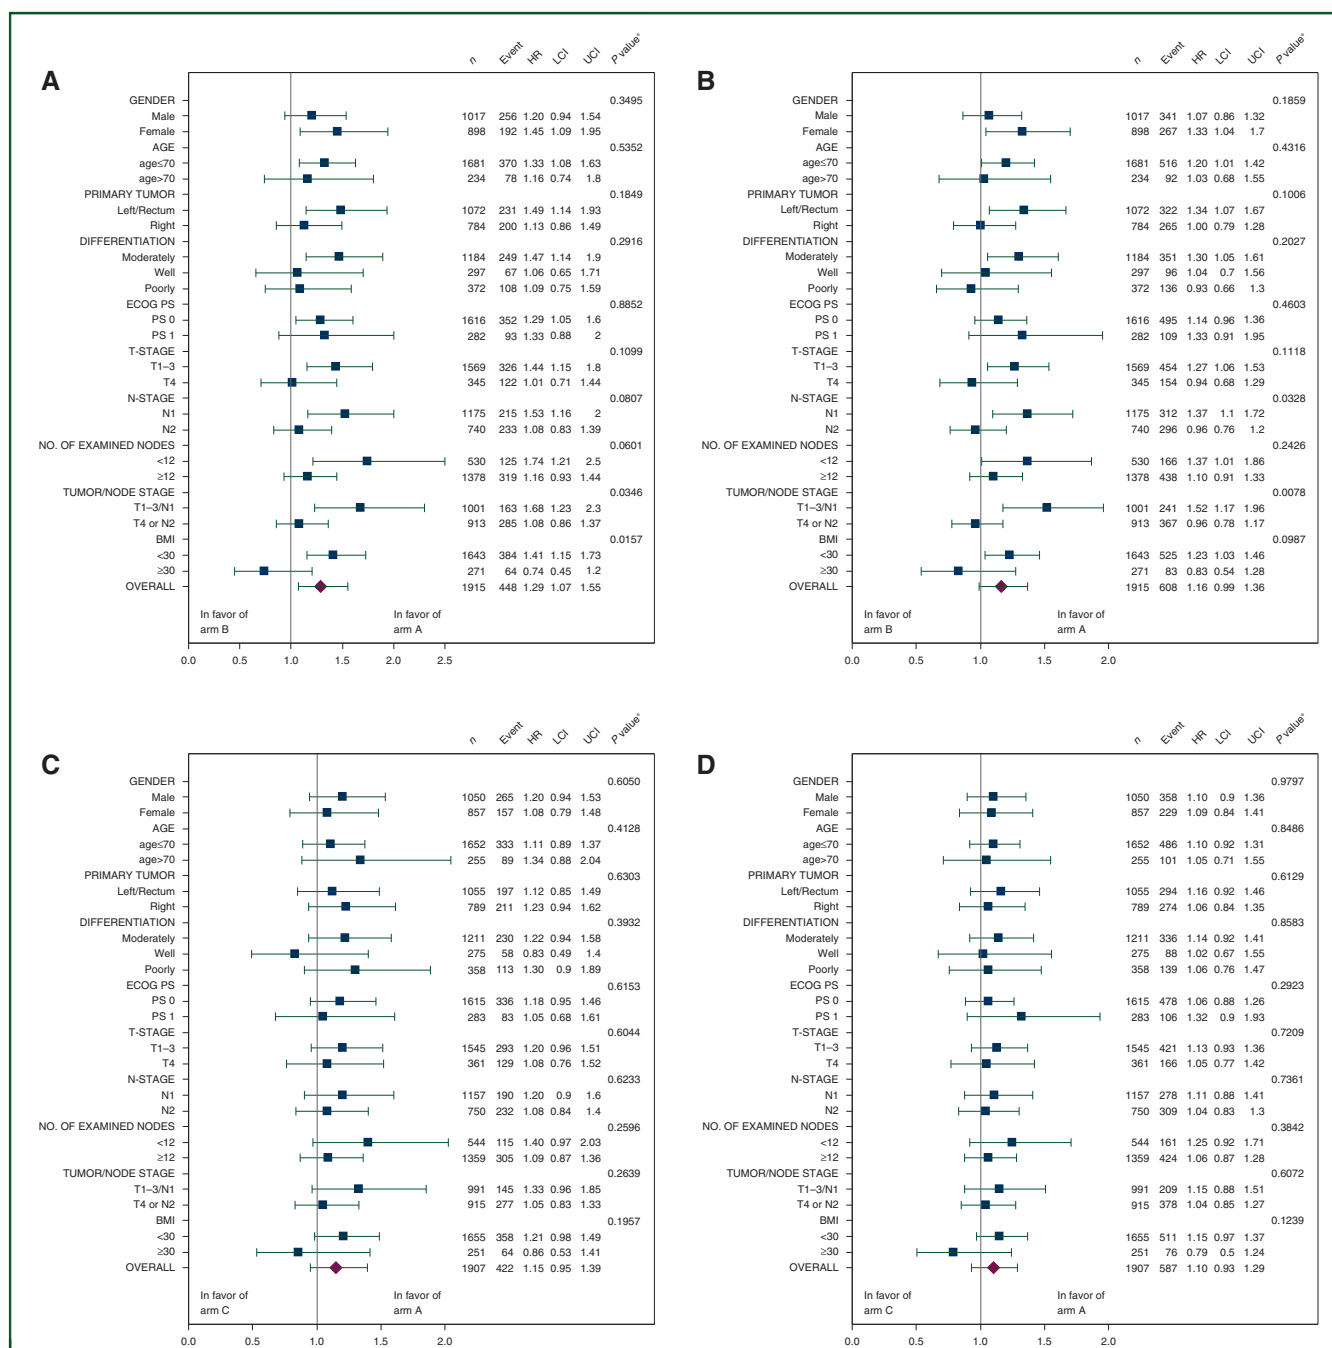 A
n Event HR LCI UCI P value*
GENDER 0.3495
Male 1017 256 1.20 0.94 1.54
Female 898 192 1.45 1.09 1.95
AGE 0.5352
age≤70 1681 370 1.33 1.08 1.63
age>70 234 78 1.16 0.74 1.8
PRIMARY TUMOR 0.1849
Left/Rectum 1072 231 1.49 1.14 1.93
Right 784 200 1.13 0.86 1.49
DIFFERENTIATION 0.2916
Moderately 1184 249 1.47 1.14 1.9
Well 297 67 1.06 0.65 1.71
Poorly 372 108 1.09 0.75 1.59
ECOG PS 0.8852
PS 0 1616 352 1.29 1.05 1.6
PS 1 282 93 1.33 0.88 2
T-STAGE 0.1099
T1–3 1569 326 1.44 1.15 1.8
T4 345 122 1.01 0.71 1.44
N-STAGE 0.0807
N1 1175 215 1.53 1.16 2
N2 740 233 1.08 0.83 1.39
NO. OF EXAMINED NODES 0.0601
<12 530 125 1.74 1.21 2.5
≥12 1378 319 1.16 0.93 1.44
TUMOR/NODE STAGE 0.0346
T1–3/N1 1001 163 1.68 1.23 2.3
T4 or N2 913 285 1.08 0.86 1.37
BMI 0.0157
<30 1643 384 1.41 1.15 1.73
≥30 271 64 0.74 0.45 1.2
OVERALL 1915 448 1.29 1.07 1.55
In favor of In favor of
arm B arm A
0.0 0.5 1.0 1.5 2.0 2.5
B
n Event HR LCI UCI P value*
GENDER 0.1859
Male 1017 341 1.07 0.86 1.32
Female 898 267 1.33 1.04 1.7
AGE 0.4316
age≤70 1681 516 1.20 1.01 1.42
age>70 234 92 1.03 0.68 1.55
PRIMARY TUMOR 0.1006
Left/Rectum 1072 322 1.34 1.07 1.67
Right 784 265 1.00 0.79 1.28
DIFFERENTIATION 0.2027
Moderately 1184 351 1.30 1.05 1.61
Well 297 96 1.04 0.7 1.56
Poorly 372 136 0.93 0.66 1.3
ECOG PS 0.4603
PS 0 1616 495 1.14 0.96 1.36
PS 1 282 109 1.33 0.91 1.95
T-STAGE 0.1118
T1–3 1569 454 1.27 1.06 1.53
T4 345 154 0.94 0.68 1.29
N-STAGE 0.0328
N1 1175 312 1.37 1.1 1.72
N2 740 296 0.96 0.76 1.2
NO. OF EXAMINED NODES 0.2426
<12 530 166 1.37 1.01 1.86
≥12 1378 438 1.10 0.91 1.33
TUMOR/NODE STAGE 0.0078
T1–3/N1 1001 241 1.52 1.17 1.96
T4 or N2 913 367 0.96 0.78 1.17
BMI 0.0987
<30 1643 525 1.23 1.03 1.46
≥30 271 83 0.83 0.54 1.28
OVERALL 1915 608 1.16 0.99 1.36
In favor of In favor of
arm B arm A
0.0 0.5 1.0 1.5 2.0
C
n Event HR LCI UCI P value*
GENDER 0.6050
Male 1050 265 1.20 0.94 1.53
Female 857 157 1.08 0.79 1.48
AGE 0.4128
age≤70 1652 333 1.11 0.89 1.37
age>70 255 89 1.34 0.88 2.04
PRIMARY TUMOR 0.6303
Left/Rectum 1055 197 1.12 0.85 1.49
Right 789 211 1.23 0.94 1.62
DIFFERENTIATION 0.3932
Moderately 1211 230 1.22 0.94 1.58
Well 275 58 0.83 0.49 1.4
Poorly 358 113 1.30 0.9 1.89
ECOG PS 0.6153
PS 0 1615 336 1.18 0.95 1.46
PS 1 283 83 1.05 0.68 1.61
T-STAGE 0.6044
T1–3 1545 293 1.20 0.96 1.51
T4 361 129 1.08 0.76 1.52
N-STAGE 0.6233
N1 1157 190 1.20 0.9 1.6
N2 750 232 1.08 0.84 1.4
NO. OF EXAMINED NODES 0.2596
<12 544 115 1.40 0.97 2.03
≥12 1359 305 1.09 0.87 1.36
TUMOR/NODE STAGE 0.2639
T1–3/N1 991 145 1.33 0.96 1.85
T4 or N2 915 277 1.05 0.83 1.33
BMI 0.1957
<30 1655 358 1.21 0.98 1.49
≥30 251 64 0.86 0.53 1.41
OVERALL 1907 422 1.15 0.95 1.39
In favor of In favor of
arm C arm A
0.0 0.5 1.0 1.5 2.0
D
n Event HR LCI UCI P value*
GENDER 0.9797
Male 1050 358 1.10 0.9 1.36
Female 857 229 1.09 0.84 1.41
AGE 0.8486
age≤70 1652 486 1.10 0.92 1.31
age>70 255 101 1.05 0.71 1.55
PRIMARY TUMOR 0.6129
Left/Rectum 1055 294 1.16 0.92 1.46
Right 789 274 1.06 0.84 1.35
DIFFERENTIATION 0.8583
Moderately 1211 336 1.14 0.92 1.41
Well 275 88 1.02 0.67 1.55
Poorly 358 139 1.06 0.76 1.47
ECOG PS 0.2923
PS 0 1615 478 1.06 0.88 1.26
PS 1 283 106 1.32 0.9 1.93
T-STAGE 0.7209
T1–3 1545 421 1.13 0.93 1.36
T4 361 166 1.05 0.77 1.42
N-STAGE 0.7361
N1 1157 278 1.11 0.88 1.41
N2 750 309 1.04 0.83 1.3
NO. OF EXAMINED NODES 0.3842
<12 544 161 1.25 0.92 1.71
≥12 1359 424 1.06 0.87 1.28
TUMOR/NODE STAGE 0.6072
T1–3/N1 991 209 1.15 0.88 1.51
T4 or N2 915 378 1.04 0.85 1.27
BMI 0.1239
<30 1655 511 1.15 0.97 1.37
≥30 251 76 0.79 0.5 1.24
OVERALL 1907 587 1.10 0.93 1.29
In favor of In favor of
arm C arm A
0.0 0.5 1.0 1.5 2.0